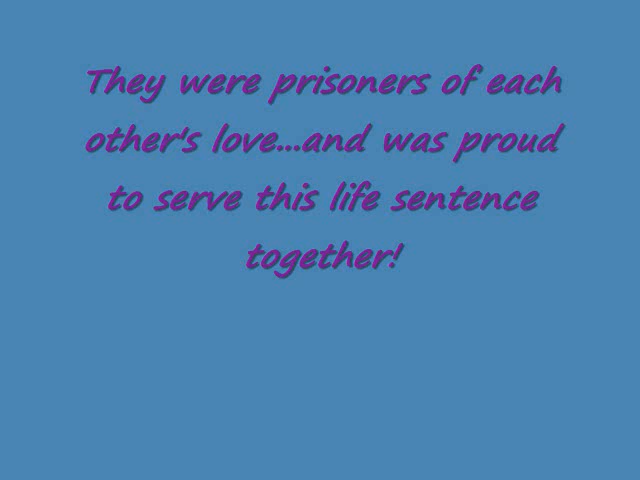 They were prisoners of each
other's love...and was proud
to serve this life sentence
together!